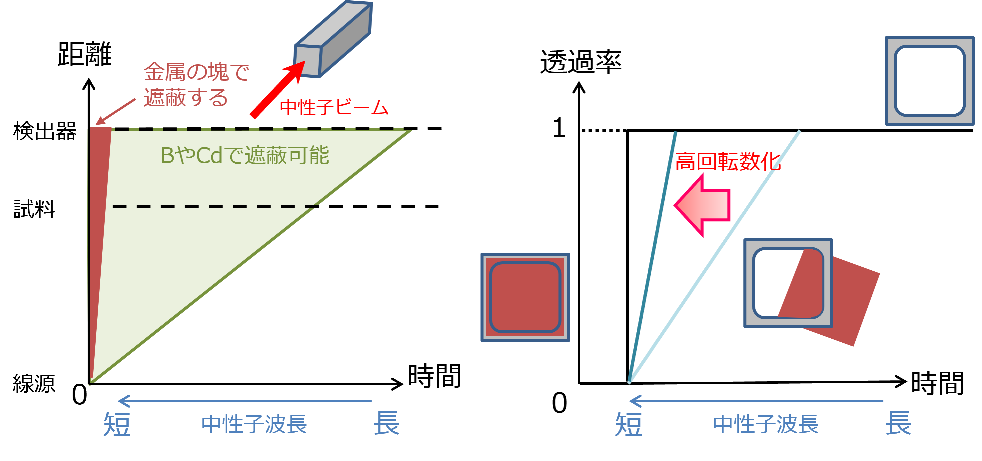 距離
金属の塊で
遮蔽する
中性子ビーム
検出器
BやCdで遮蔽可能
試料
線源
0
時間
短
中性子波長
長
透過率
1
高回転数化
0
時間
短
中性子波長
長